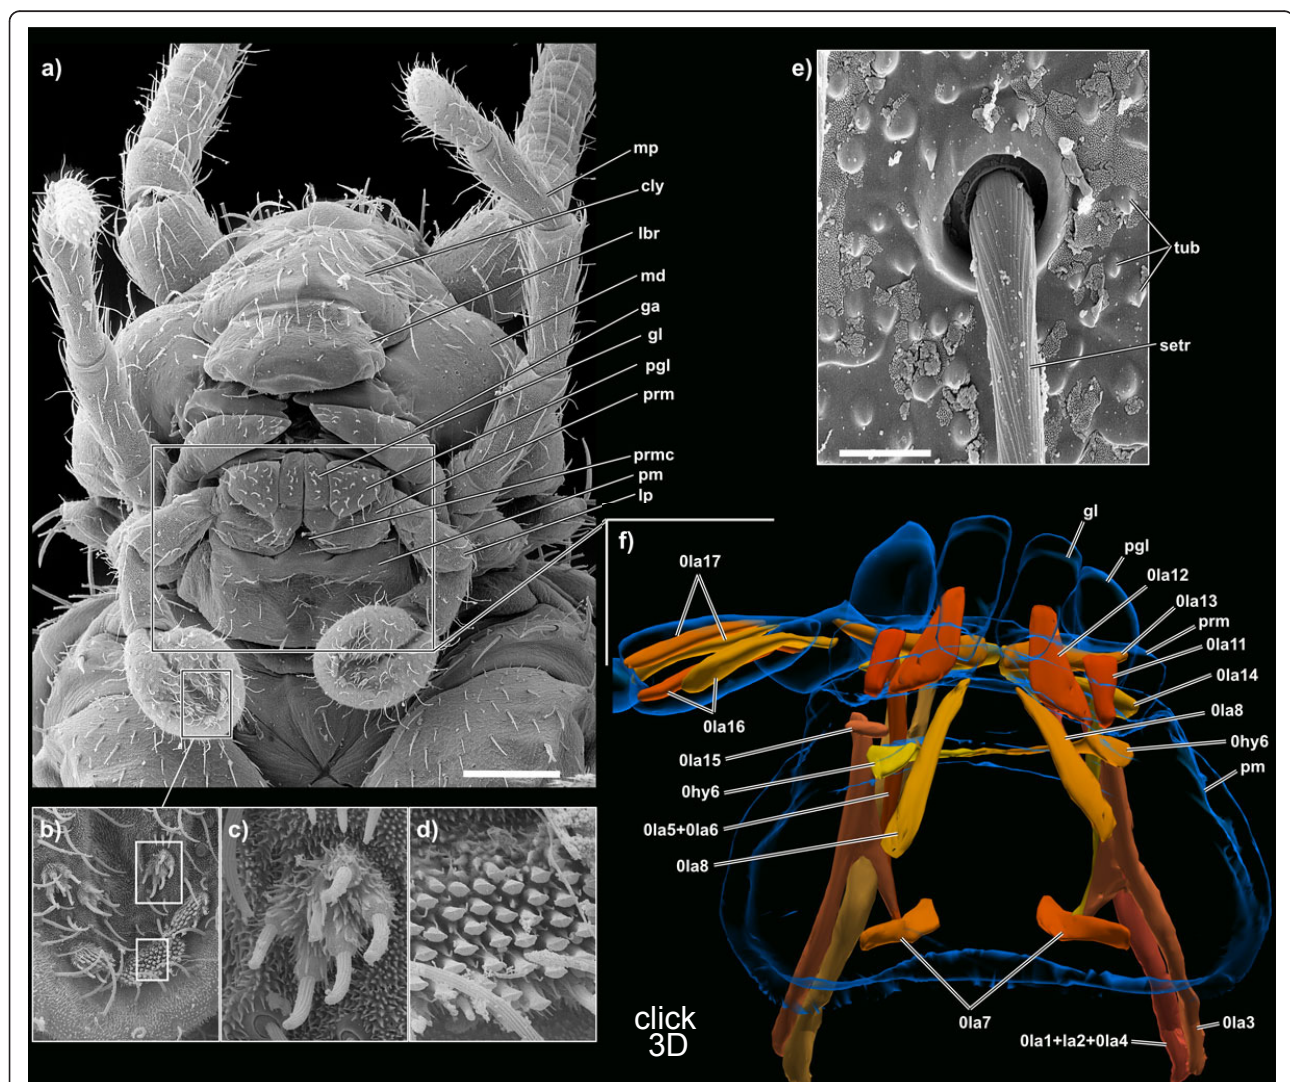 a)
mp
cly
lbr
md
ga
gl
pgl
prm
prmc
pm
lp
e)
tub
setr
b)
c)
d)
f)
gl
pgl
0la17
0la12
0la13
prm
0la11
0la14
0la16
0la8
0la15
0hy6
0hy6
pm
0la5+0la6
0la8
0la7
0la3
0la1+la2+0la4
click
3D